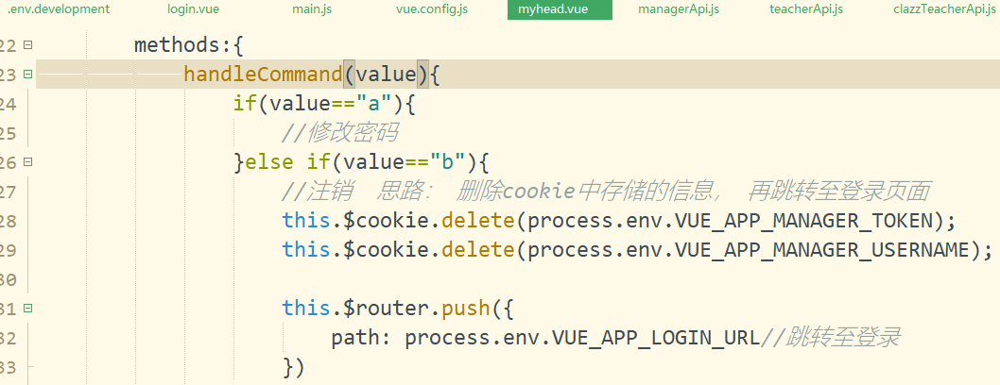 .env.development login.vue main.js vue.config.js myhead.vue managerApi.js teacherApi.js clazzTeacherApi.js
22 methods:{
23 handleCommand(value){
24 if(value=="a"){
25 //修改密码
26 }else if(value=="b"){
27 //注销 思路: 删除cookie中存储的信息, 再跳转至登录页面
28 this.$cookie.delete(process.env.VUE_APP_MANAGER_TOKEN);
29 this.$cookie.delete(process.env.VUE_APP_MANAGER_USERNAME);
30
31 this.$router.push({
32 path: process.env.VUE_APP_LOGIN_URL//跳转至登录
33 })